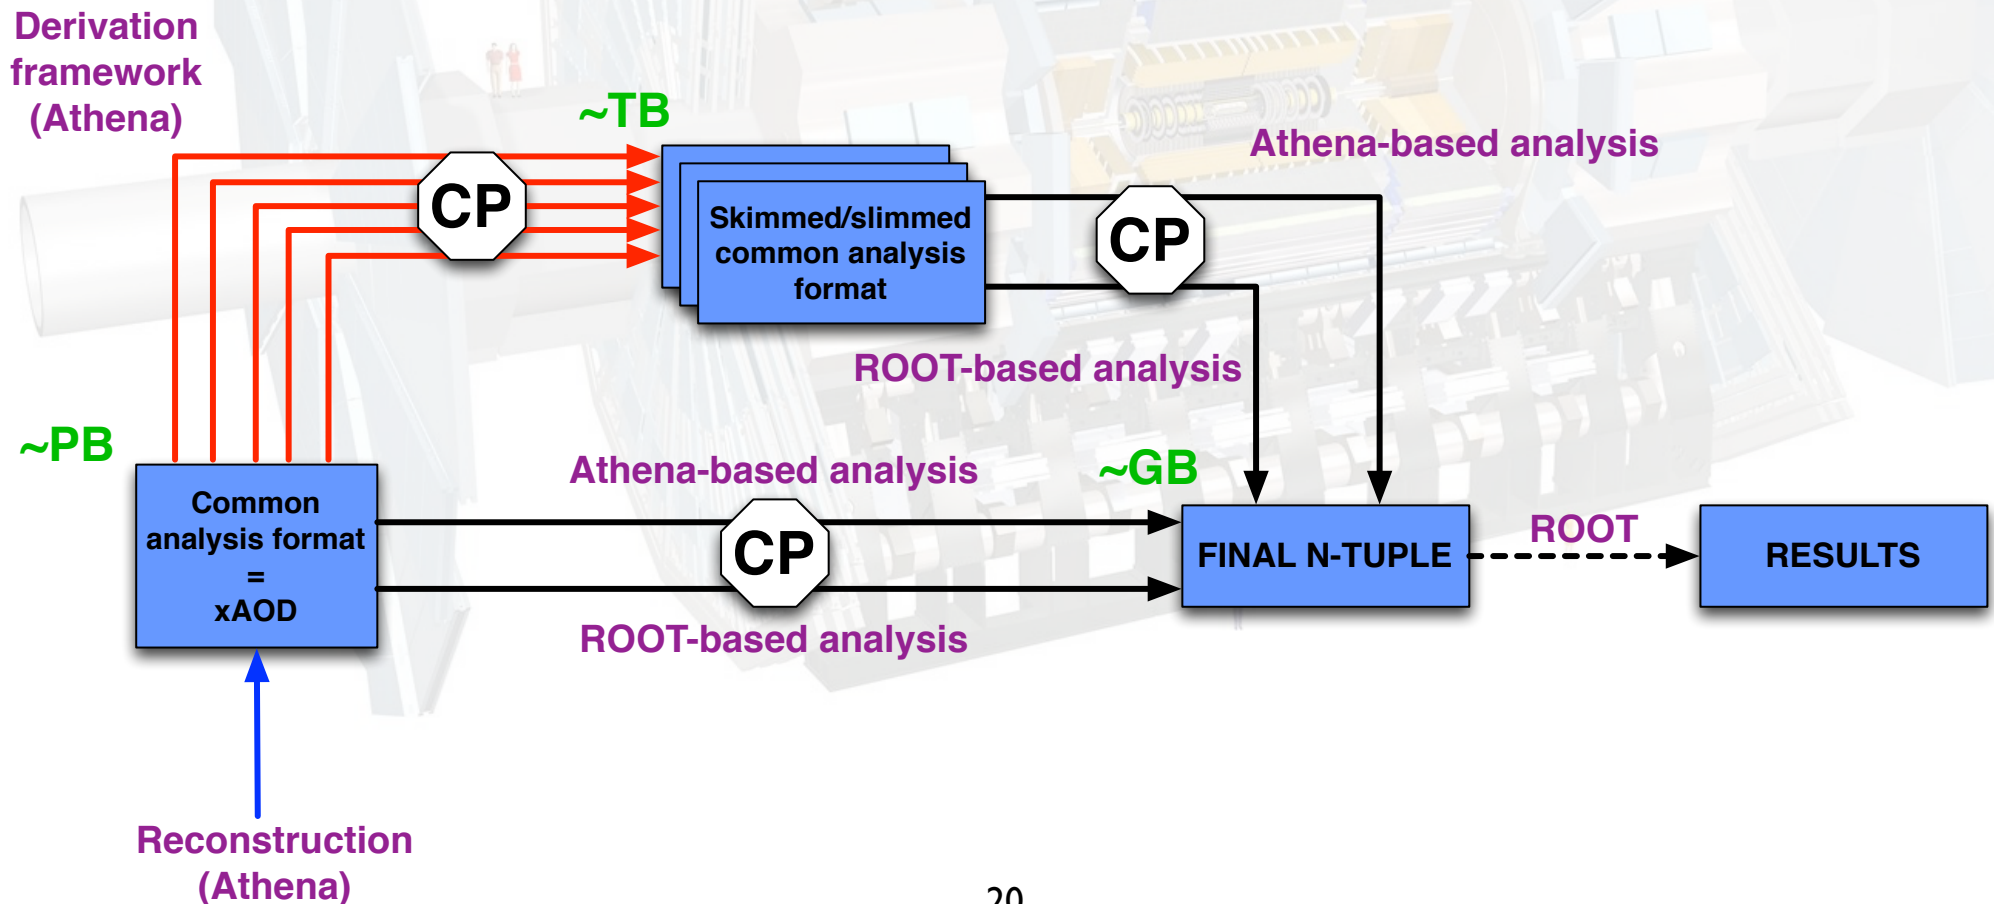 Derivation
framework
(Athena)
~TB
CP
Skimmed/slimmed
common analysis
format
CP
Athena-based analysis
ROOT-based analysis
~PB
Common
analysis format
=
xAOD
Athena-based analysis
CP
ROOT-based analysis
~GB
FINAL N-TUPLE
ROOT
RESULTS
Reconstruction
(Athena)
20